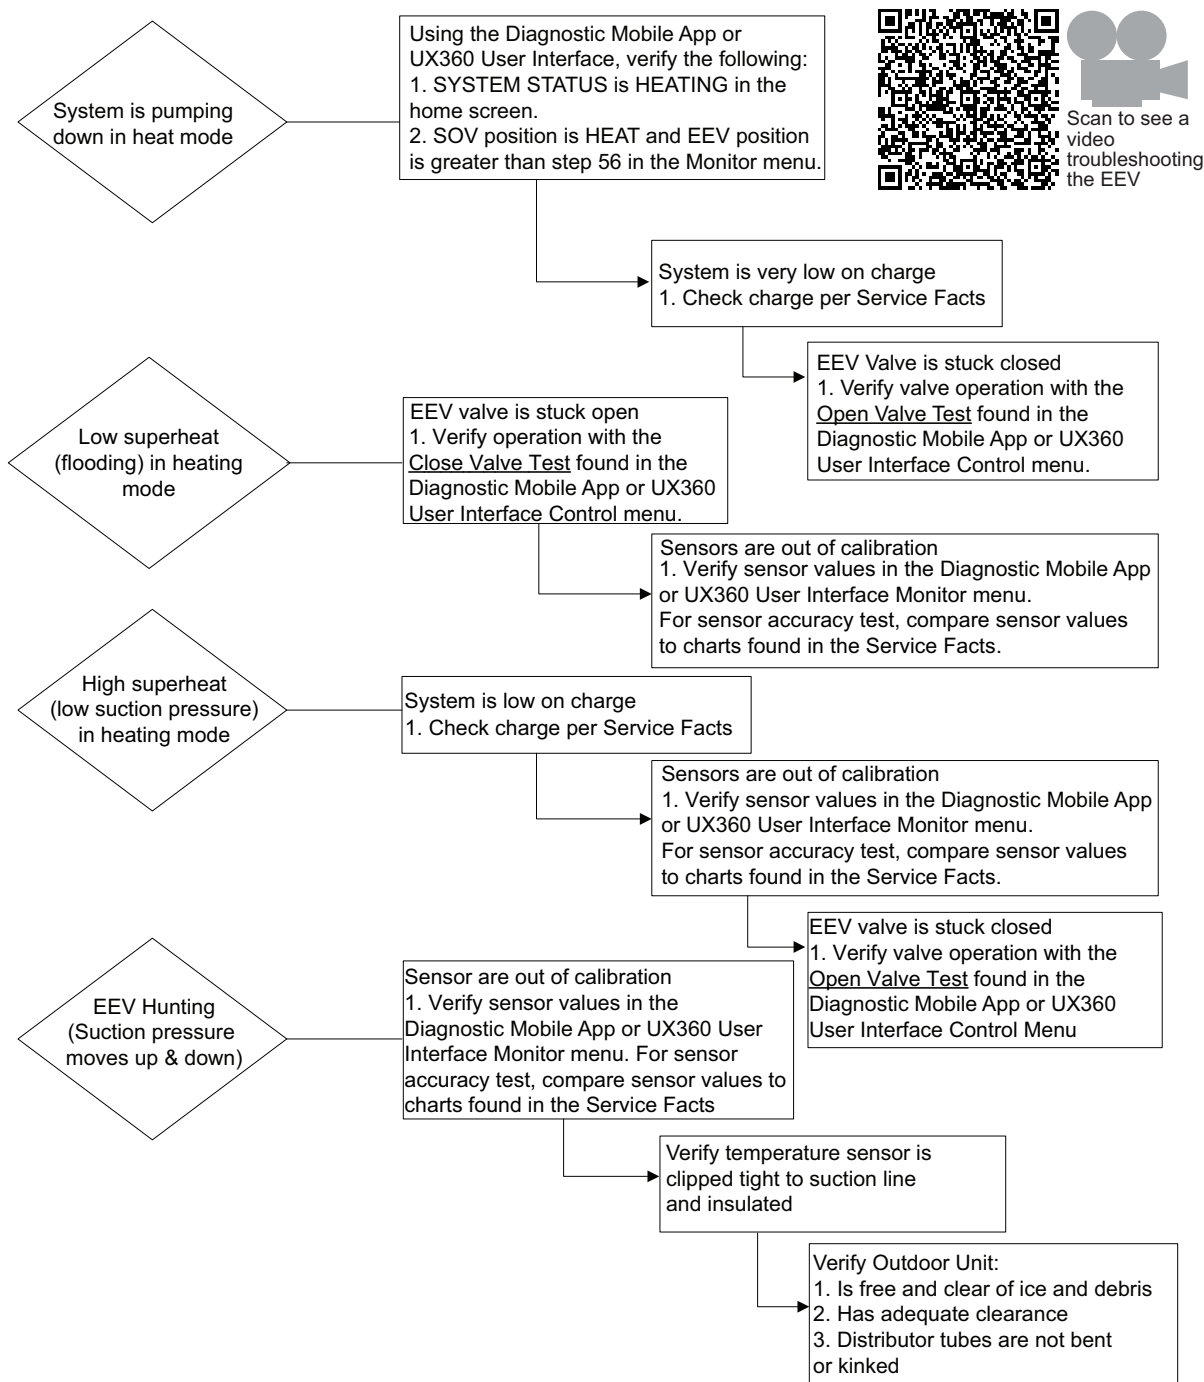 System is pumping
down in heat mode
Using the Diagnostic Mobile App or
UX360 User Interface, verify the following:
1. SYSTEM STATUS is HEATING in the
home screen.
2. SOV position is HEAT and EEV position
is greater than step 56 in the Monitor menu.
Scan to see a
video
troubleshooting
the EEV
System is very low on charge
1. Check charge per Service Facts
EEV Valve is stuck closed
1. Verify valve operation with the
Open Valve Test found in the
Diagnostic Mobile App or UX360
User Interface Control menu.
Low superheat
(flooding) in heating
mode
EEV valve is stuck open
1. Verify operation with the
Close Valve Test found in the
Diagnostic Mobile App or UX360
User Interface Control menu.
Sensors are out of calibration
1. Verify sensor values in the Diagnostic Mobile App
or UX360 User Interface Monitor menu.
For sensor accuracy test, compare sensor values
to charts found in the Service Facts.
High superheat
(low suction pressure)
in heating mode
System is low on charge
1. Check charge per Service Facts
Sensors are out of calibration
1. Verify sensor values in the Diagnostic Mobile App
or UX360 User Interface Monitor menu.
For sensor accuracy test, compare sensor values
to charts found in the Service Facts.
EEV valve is stuck closed
1. Verify valve operation with the
Open Valve Test found in the
Diagnostic Mobile App or UX360
User Interface Control Menu
EEV Hunting
(Suction pressure
moves up & down)
Sensor are out of calibration
1. Verify sensor values in the
Diagnostic Mobile App or UX360 User
Interface Monitor menu. For sensor
accuracy test, compare sensor values to
charts found in the Service Facts
Verify temperature sensor is
clipped tight to suction line
and insulated
Verify Outdoor Unit:
1. Is free and clear of ice and debris
2. Has adequate clearance
3. Distributor tubes are not bent
or kinked